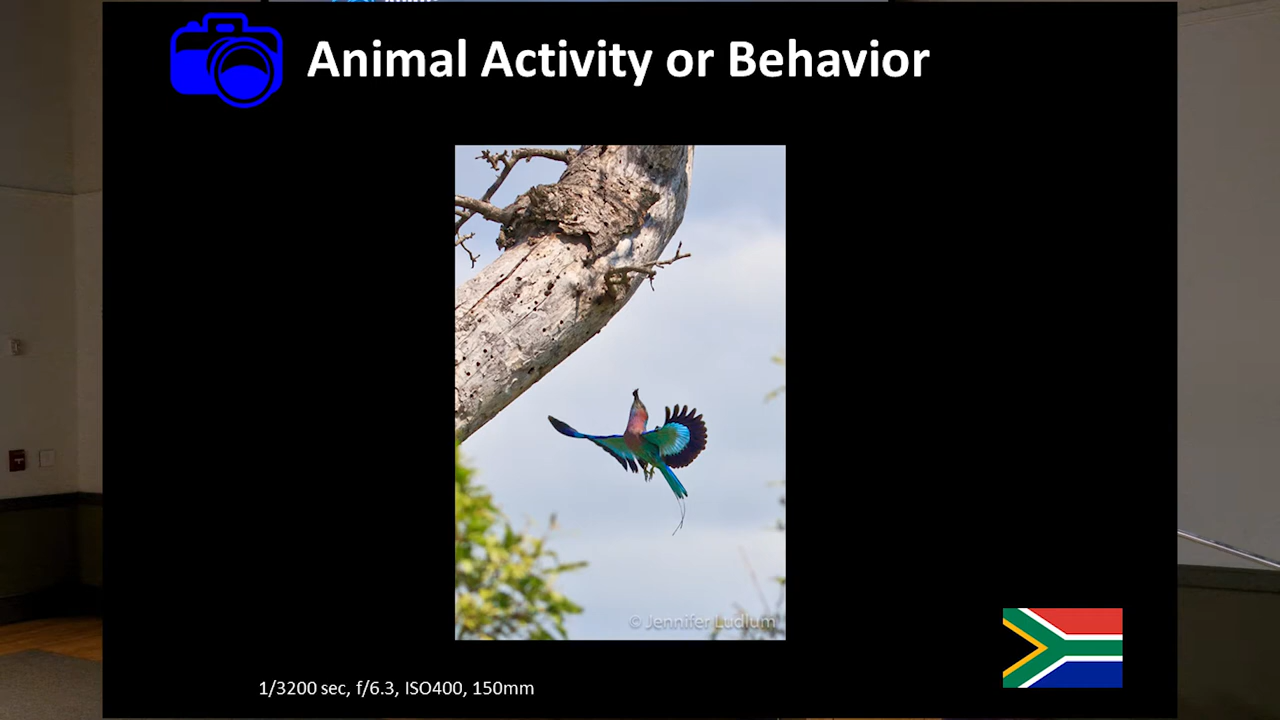 Animal Activity or Behavior
© Jennifer Ludlum
1/3200 sec, f/6.3, ISO400, 150mm